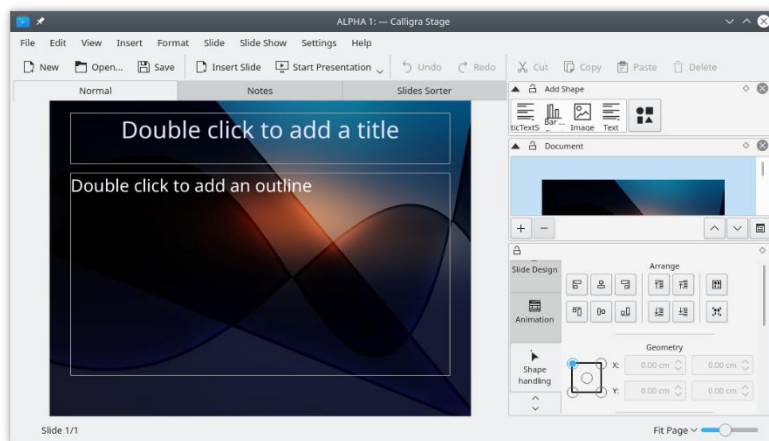 ALPHA 1: — Calligra Stage
File Edit View Insert Format Slide Slide Show Settings Help
New Open... Save Insert Slide Start Presentation Undo Redo Cut Copy Paste Delete
Normal Notes Slides Sorter
Add Shape
ticTextS Bar ... Image Text
Document
Double click to add a title
Double click to add an outline
Slide Design
Animation
Shape
handling
Arrange
Geometry
X: 0.00 cm 0.00 cm
Y: 0.00 cm 0.00 cm
Slide 1/1
Fit Page